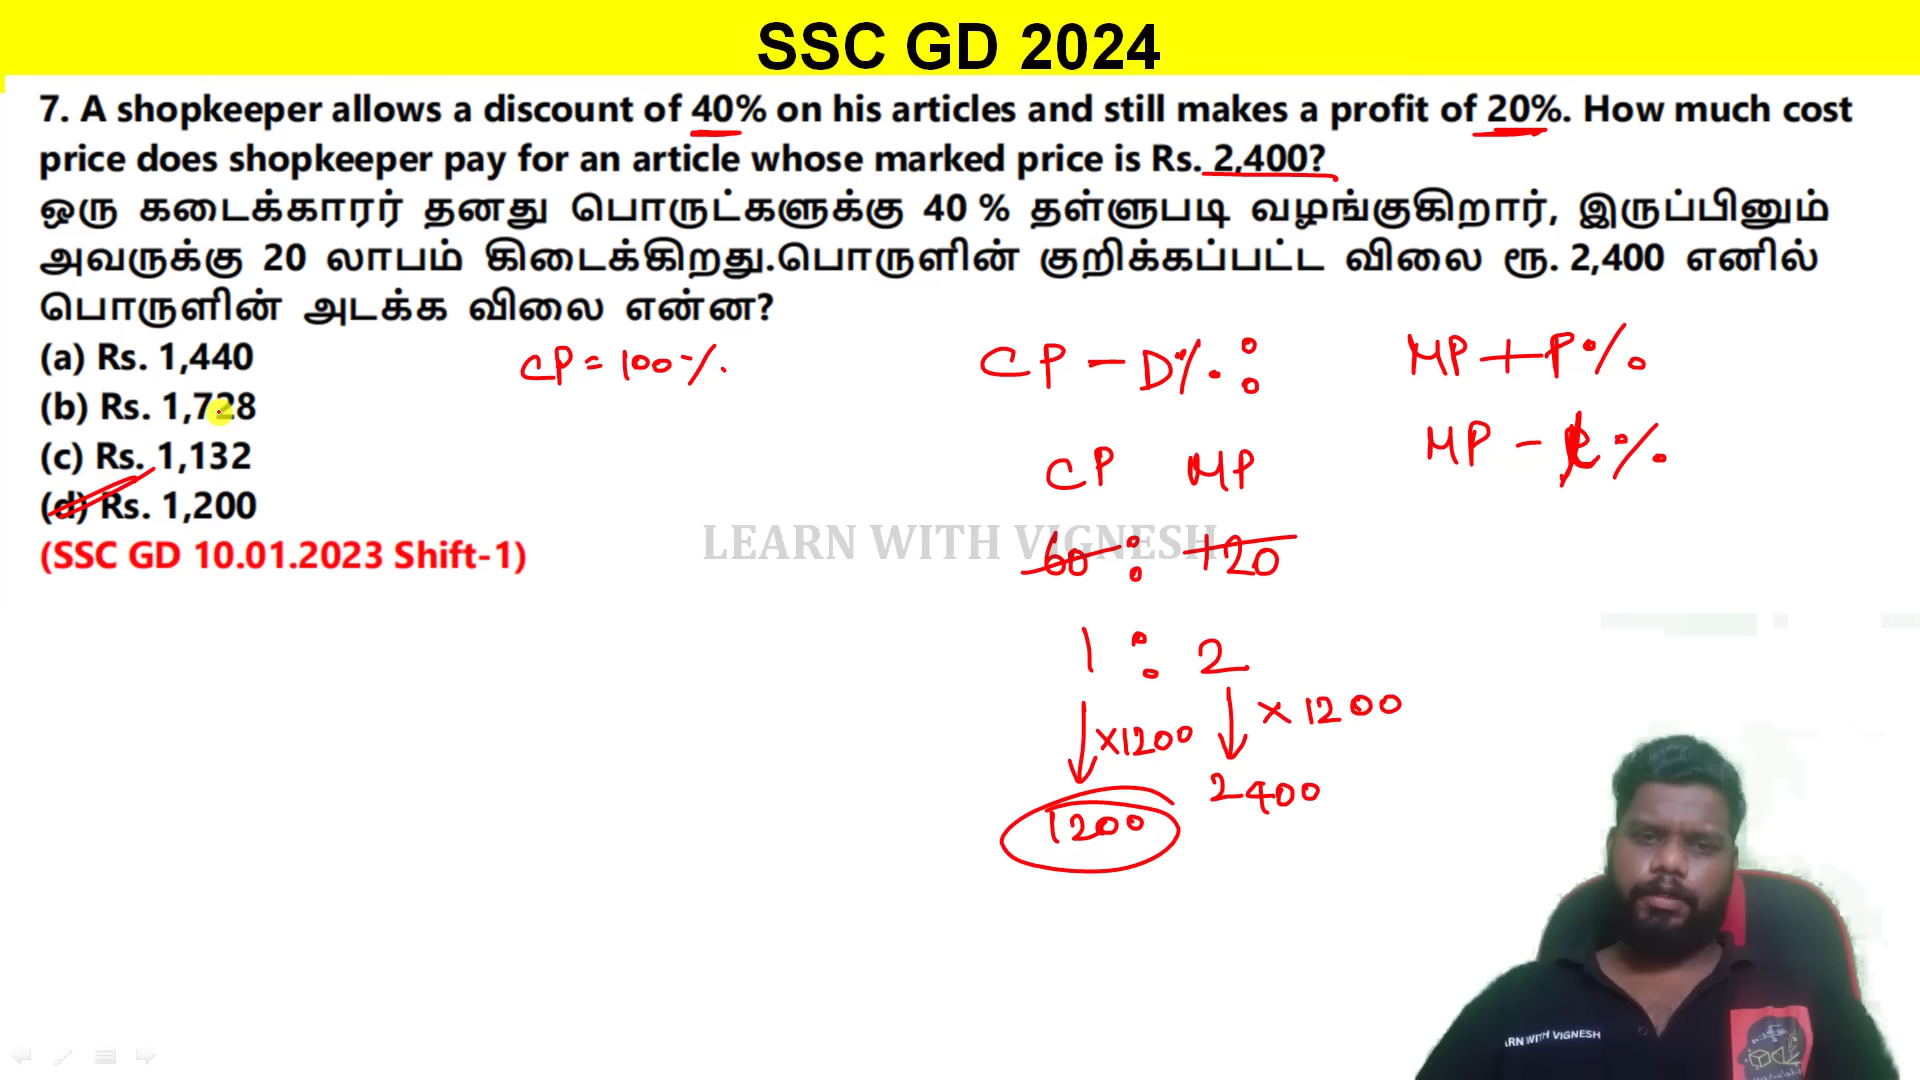 SSC GD 2024
7. A shopkeeper allows a discount of 40% on his articles and still makes a profit of 20%. How much cost
price does shopkeeper pay for an article whose marked price is Rs. 2,400?
ஒரு கடைக்காரர் தனது பொருட்களுக்கு 40 % தள்ளுபடி வழங்குகிறார், இருப்பினும்
அவருக்கு 20 லாபம் கிடைக்கிறது.பொருளின் குறிக்கப்பட்ட விலை ரூ. 2,400 எனில்
பொருளின் அடக்க விலை என்ன?
(a) Rs. 1,440
(b) Rs. 1,728
(c) Rs. 1,132
(d) Rs. 1,200
(SSC GD 10.01.2023 Shift-1)
CP = 100%
CP - D% : MP + P%
MP - %
CP MP
60 : 120
1 : 2
×1200 ×1200
1200 2400
LEARN WITH VIGNESH
ARN WITH VIGNESH